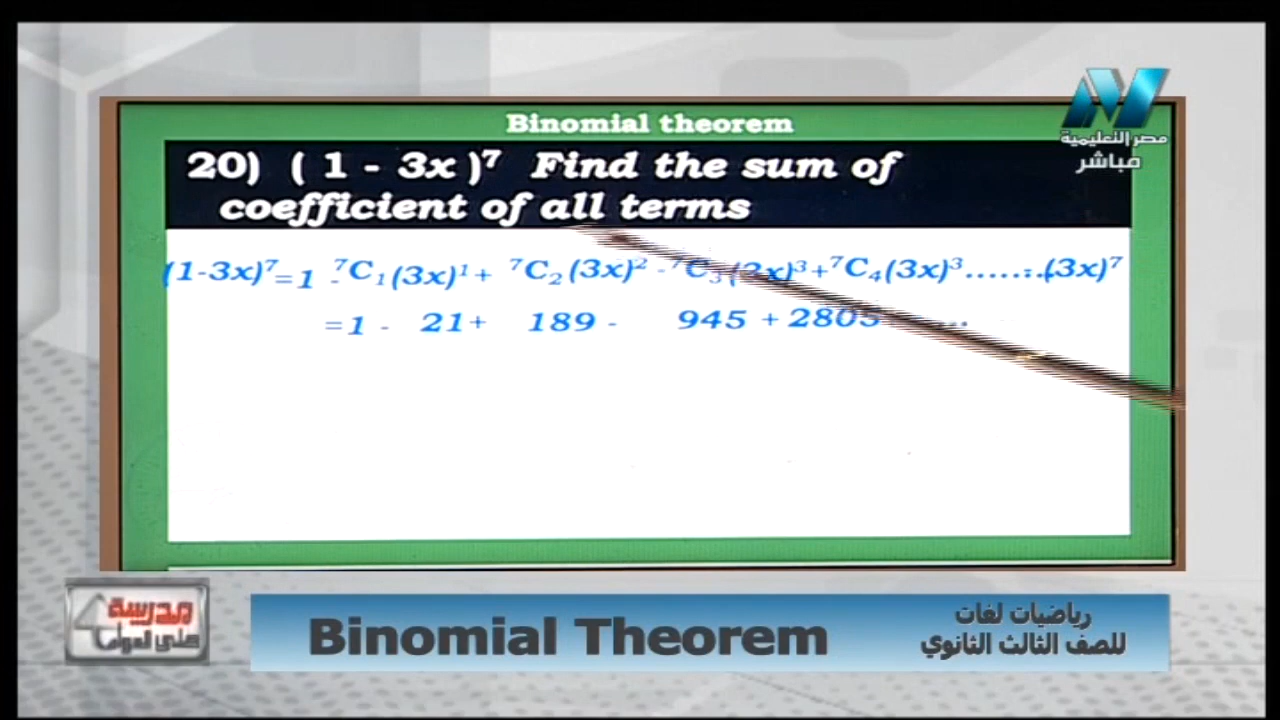 Binomial theorem
مصر التعليمية
مباشر
20) ( 1 - 3x )⁷ Find the sum of
coefficient of all terms
(1-3x)⁷=1 - ⁷C₁(3x)¹+ ⁷C₂(3x)² - ⁷C₃(3x)³+⁷C₄(3x)³........(3x)⁷
=1 - 21+ 189 - 945 + 2805
مدرسة
على الهواء
Binomial Theorem
رياضيات لغات
للصف الثالث الثانوي